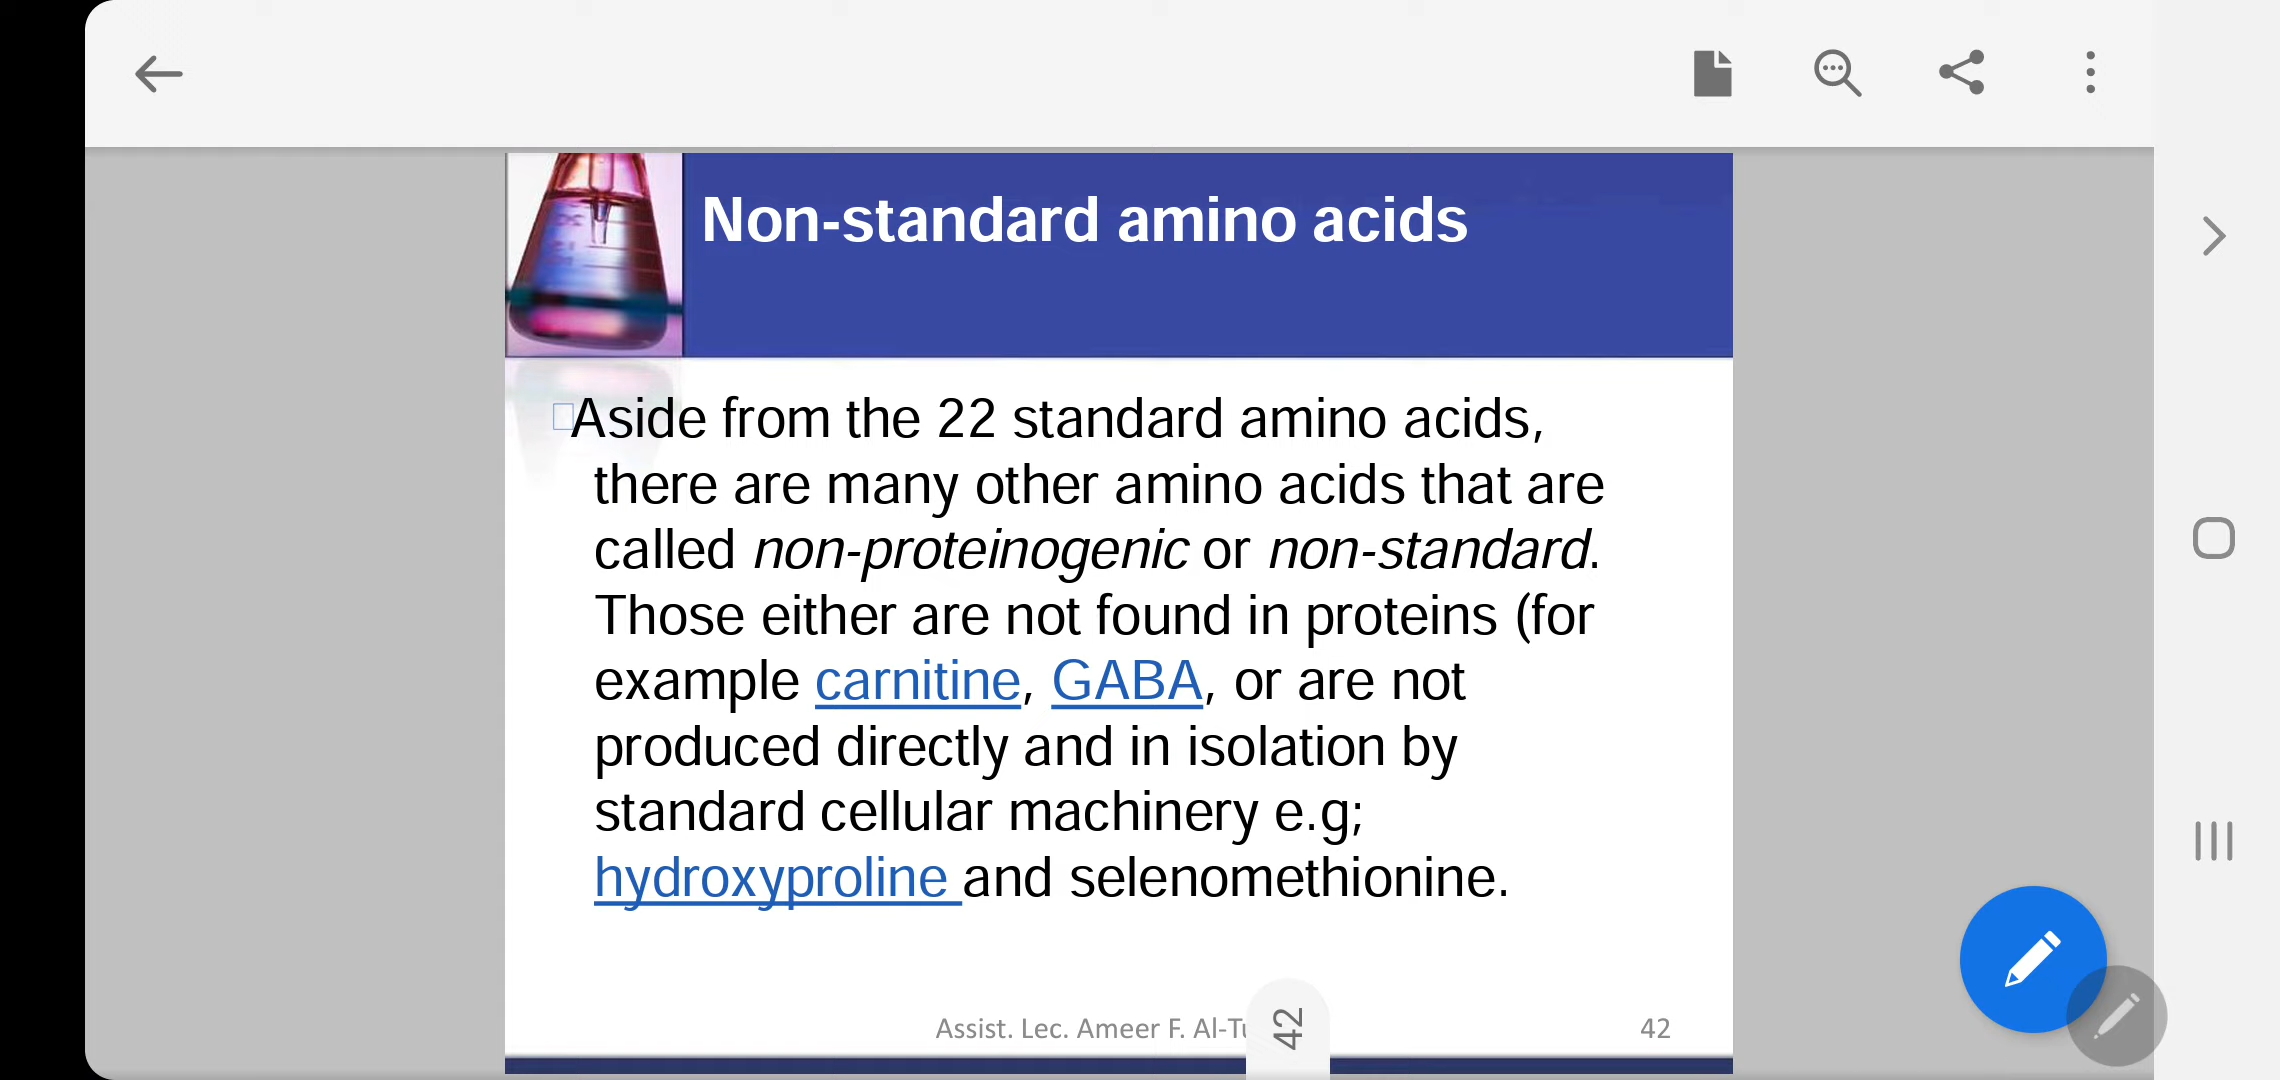 Non-standard amino acids
Aside from the 22 standard amino acids,
there are many other amino acids that are
called non-proteinogenic or non-standard.
Those either are not found in proteins (for
example carnitine, GABA, or are not
produced directly and in isolation by
standard cellular machinery e.g;
hydroxyproline and selenomethionine.
Assist. Lec. Ameer F.
42
42